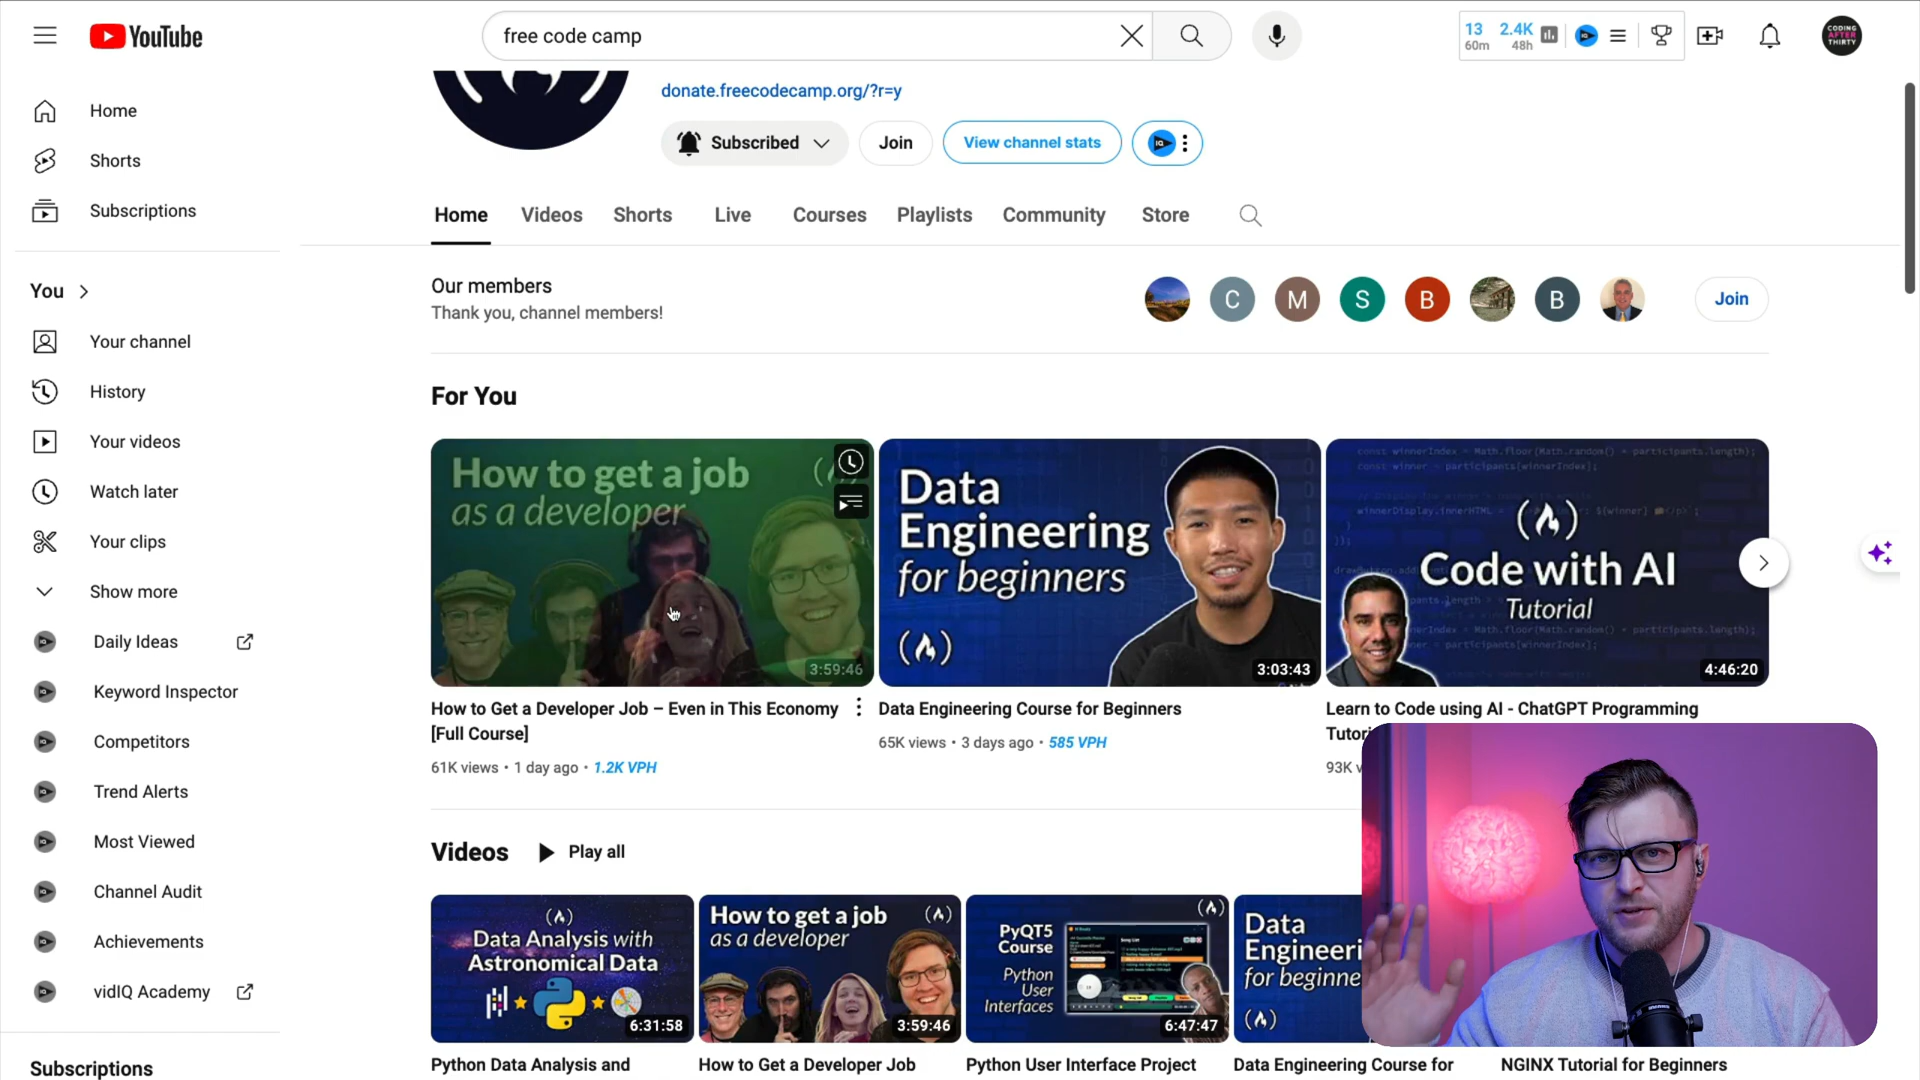 YouTube
free code camp
13
60m
2.4K
48h
CODING
AFTER
THIRTY
Home
Shorts
Subscriptions
You
Your channel
History
Your videos
Watch later
Your clips
Show more
Daily Ideas
Keyword Inspector
Competitors
Trend Alerts
Most Viewed
Channel Audit
Achievements
vidIQ Academy
Subscriptions
donate.freecodecamp.org/?r=y
Subscribed
Join
View channel stats
Home
Videos
Shorts
Live
Courses
Playlists
Community
Store
Our members
Thank you, channel members!
C
M
S
B
B
Join
For You
How to get a job
as a developer
3:59:46
How to Get a Developer Job – Even in This Economy
[Full Course]
61K views • 1 day ago • 1.2K VPH
Data
Engineering
for beginners
3:03:43
Data Engineering Course for Beginners
65K views • 3 days ago • 585 VPH
Code with AI
Tutorial
4:46:20
Learn to Code using AI - ChatGPT Programming
93K
Videos
Play all
Data Analysis with
Astronomical Data
6:31:58
Python Data Analysis and
How to get a job
as a developer
3:59:46
How to Get a Developer Job
PyQT5
Course
Python
User
Interfaces
6:47:47
Python User Interface Project
Data
for
Data Engineering Course for
NGINX Tutorial for Beginners